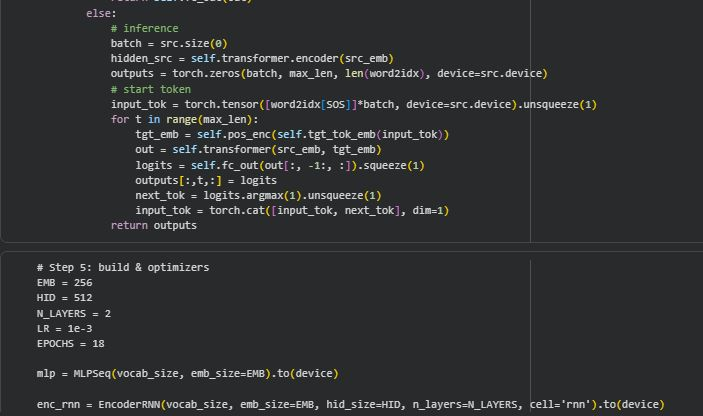 else:
# inference
batch = src.size(0)
hidden_src = self.transformer.encoder(src_emb)
outputs = torch.zeros(batch, max_len, len(word2idx), device=src.device)
# start token
input_tok = torch.tensor([word2idx[SOS]]*batch, device=src.device).unsqueeze(1)
for t in range(max_len):
tgt_emb = self.pos_enc(self.tgt_tok_emb(input_tok))
out = self.transformer(src_emb, tgt_emb)
logits = self.fc_out(out[:, -1:, :]).squeeze(1)
outputs[:,t,:] = logits
next_tok = logits.argmax(1).unsqueeze(1)
input_tok = torch.cat([input_tok, next_tok], dim=1)
return outputs
# Step 5: build & optimizers
EMB = 256
HID = 512
N_LAYERS = 2
LR = 1e-3
EPOCHS = 18
mlp = MLPSeq(vocab_size, emb_size=EMB).to(device)
enc_rnn = EncoderRNN(vocab_size, emb_size=EMB, hid_size=HID, n_layers=N_LAYERS, cell='rnn').to(device)